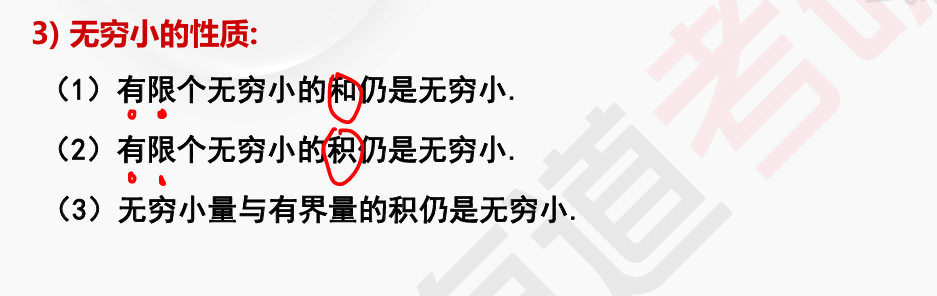 3) 无穷小的性质:
（1）有限个无穷小的和仍是无穷小.
（2）有限个无穷小的积仍是无穷小.
（3）无穷小量与有界量的积仍是无穷小.
道考